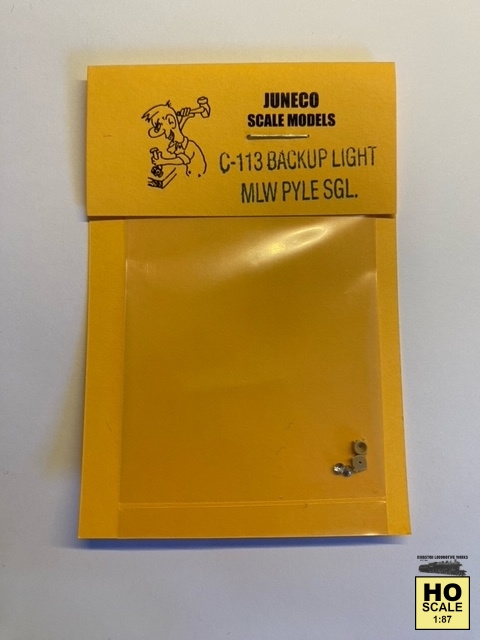 JUNECO
SCALE MODELS
C-113 BACKUP LIGHT
MLW PYLE SGL.
HO
SCALE
1:87